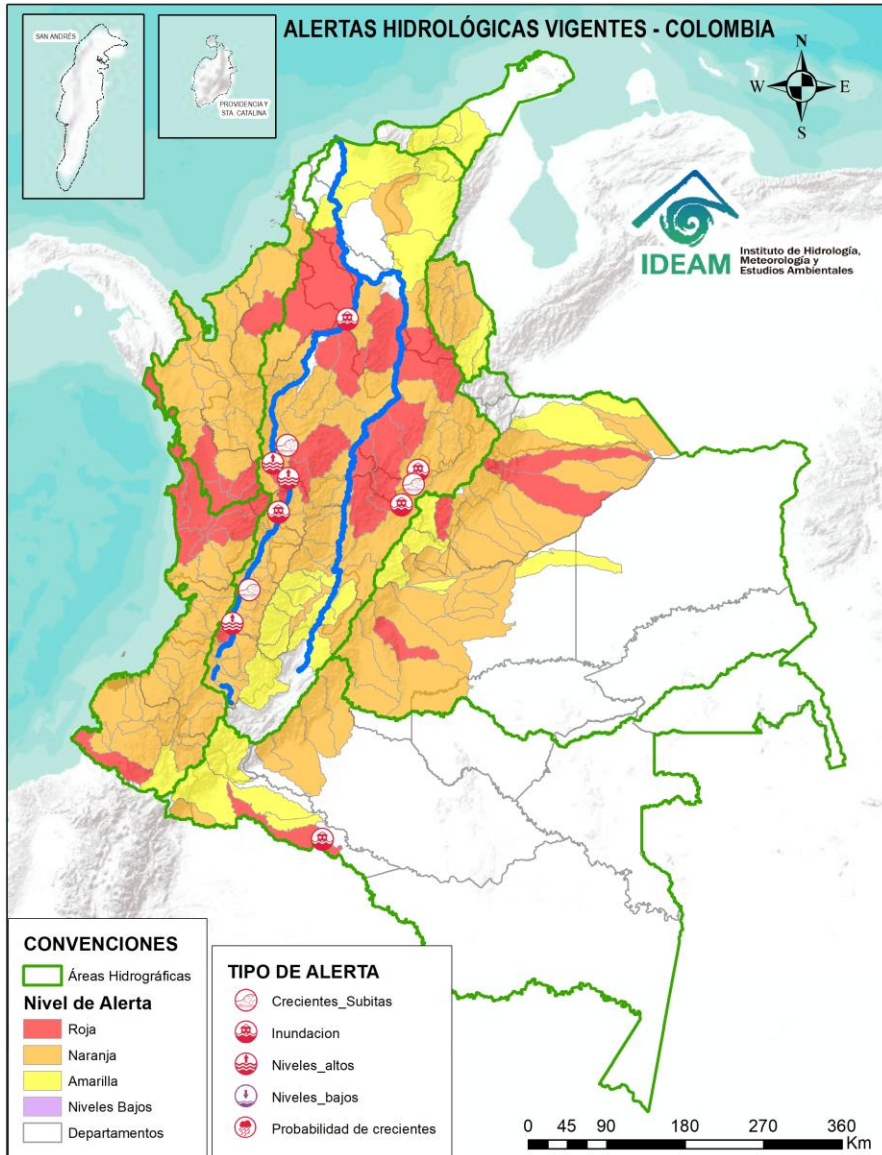 ALERTAS HIDROLÓGICAS VIGENTES - COLOMBIA
SAN ANDRÉS
PROVIDENCIA Y
STA. CATALINA
N
W
E
S
IDEAM
Instituto de Hidrología,
Meteorología y
Estudios Ambientales
CONVENCIONES
Áreas Hidrográficas
Nivel de Alerta
Roja
Naranja
Amarilla
Niveles Bajos
Departamentos
TIPO DE ALERTA
Crecientes_Subitas
Inundacion
Niveles_altos
Niveles_bajos
Probabilidad de crecientes
0 45 90 180 270 360
Km